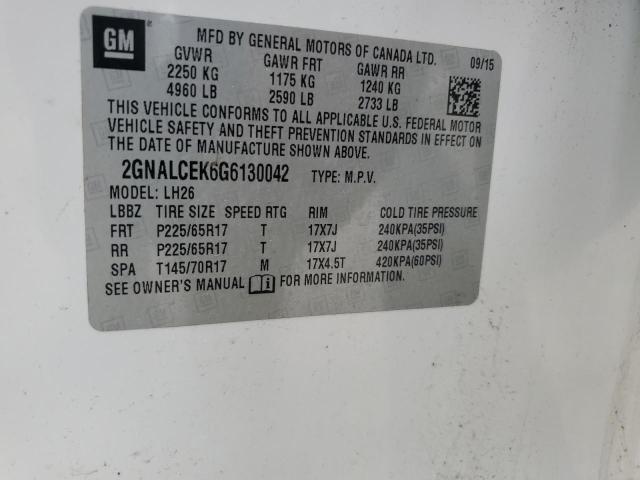 GM
MFD BY GENERAL MOTORS OF CANADA LTD.
GVWR GAWR FRT GAWR RR 09/15
2250 KG 1175 KG 1240 KG
4960 LB 2590 LB 2733 LB
THIS VEHICLE CONFORMS TO ALL APPLICABLE U.S. FEDERAL MOTOR
VEHICLE SAFETY AND THEFT PREVENTION STANDARDS IN EFFECT ON
THE DATE OF MANUFACTURE SHOWN ABOVE.
2GNALCEK6G6130042 TYPE: M.P.V.
MODEL: LH26
LBBZ TIRE SIZE SPEED RTG RIM COLD TIRE PRESSURE
FRT P225/65R17 T 17X7J 240KPA(35PSI)
RR P225/65R17 T 17X7J 240KPA(35PSI)
SPA T145/70R17 M 17X4.5T 420KPA(60PSI)
SEE OWNER'S MANUAL FOR MORE INFORMATION.